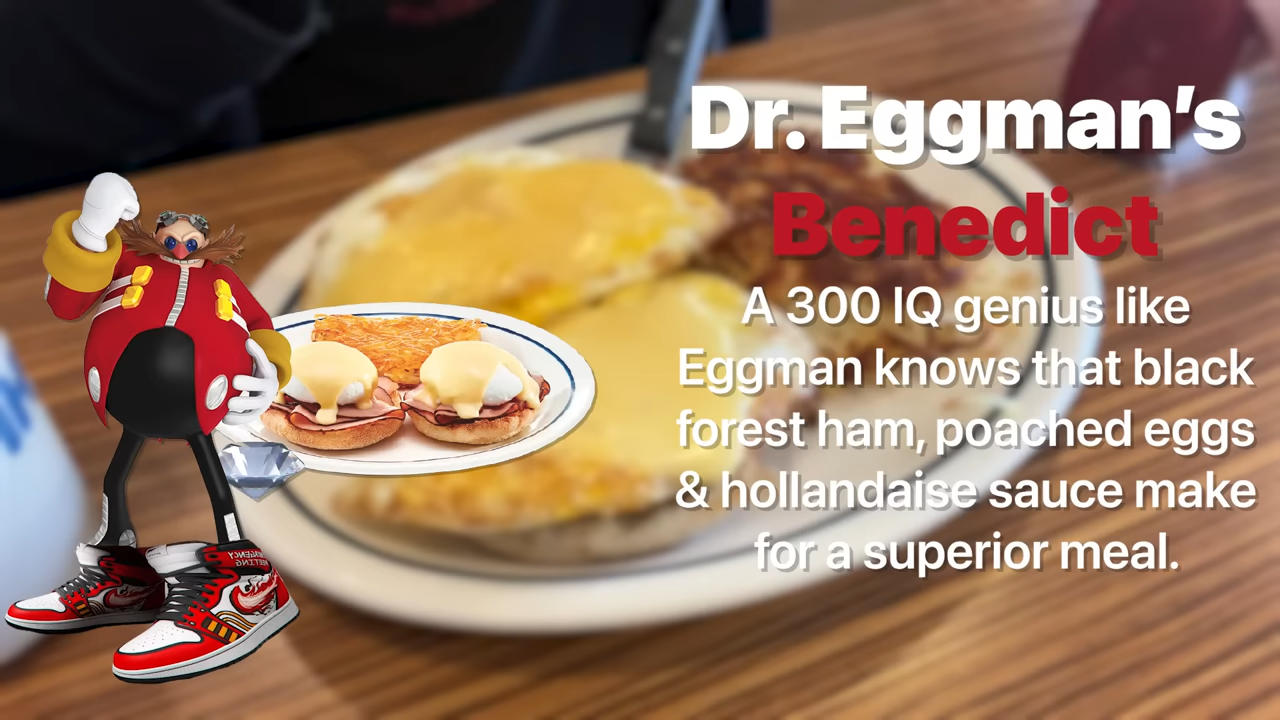 Dr. Eggman’s
Benedict
A 300 IQ genius like
Eggman knows that black
forest ham, poached eggs
& hollandaise sauce make
for a superior meal.